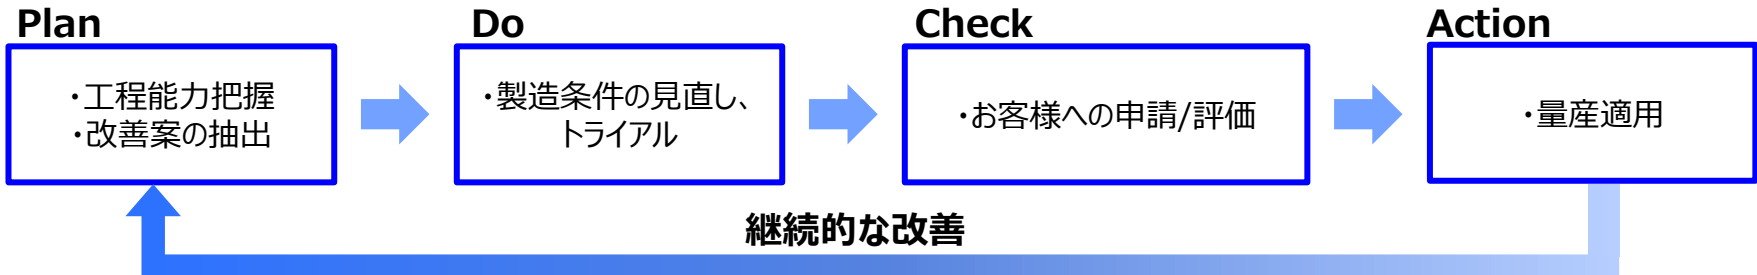 Plan
・工程能力把握
・改善案の抽出
Do
・製造条件の見直し、
トライアル
Check
・お客様への申請/評価
Action
・量産適用
継続的な改善